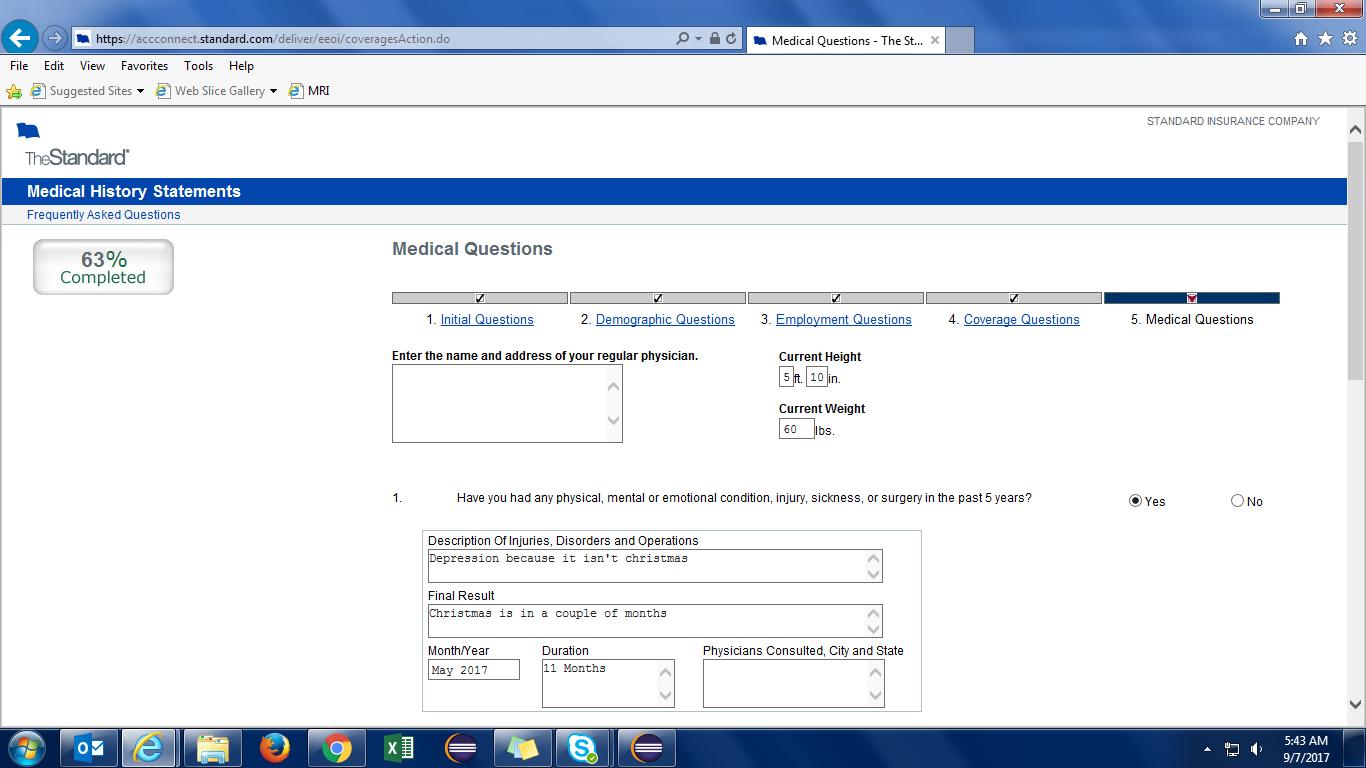 https://accconnect.standard.com/deliver/eeoi/coveragesAction.do
Medical Questions - The St...
File Edit View Favorites Tools Help
Suggested Sites Web Slice Gallery MRI
STANDARD INSURANCE COMPANY
TheStandard®
Medical History Statements
Frequently Asked Questions
63%
Completed
Medical Questions
1. Initial Questions 2. Demographic Questions 3. Employment Questions 4. Coverage Questions 5. Medical Questions
Enter the name and address of your regular physician.
Current Height
5 ft. 10 in.
Current Weight
60 lbs.
1. Have you had any physical, mental or emotional condition, injury, sickness, or surgery in the past 5 years? Yes No
Description Of Injuries, Disorders and Operations
Depression because it isn't christmas
Final Result
Christmas is in a couple of months
Month/Year Duration Physicians Consulted, City and State
May 2017 11 Months
5:43 AM
9/7/2017